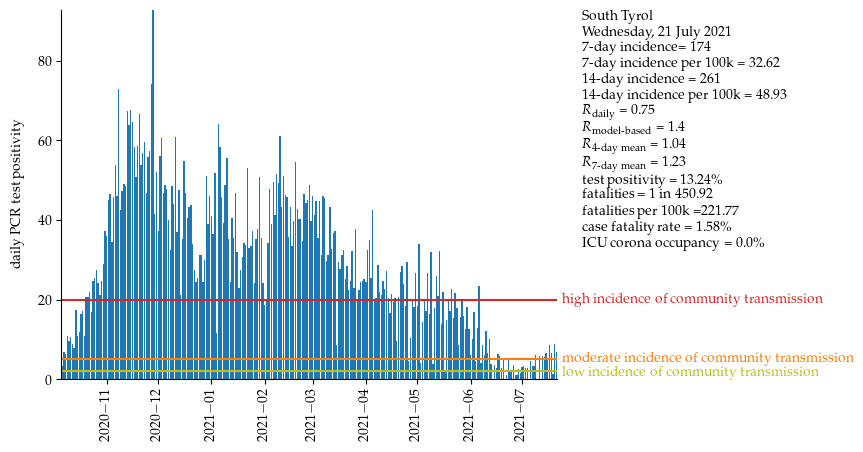 South Tyrol
Wednesday, 21 July 2021
7-day incidence= 174
7-day incidence per 100k = 32.62
14-day incidence = 261
14-day incidence per 100k = 48.93
R daily = 0.75
R model-based = 1.4
R 4-day mean = 1.04
R 7-day mean = 1.23
test positivity = 13.24%
fatalities = 1 in 450.92
fatalities per 100k =221.77
case fatality rate = 1.58%
ICU corona occupancy = 0.0%
daily PCR test positivity
80
60
40
20
0
high incidence of community transmission
moderate incidence of community transmission
low incidence of community transmission
2020−11
2020−12
2021−01
2021−02
2021−03
2021−04
2021−05
2021−06
2021−07